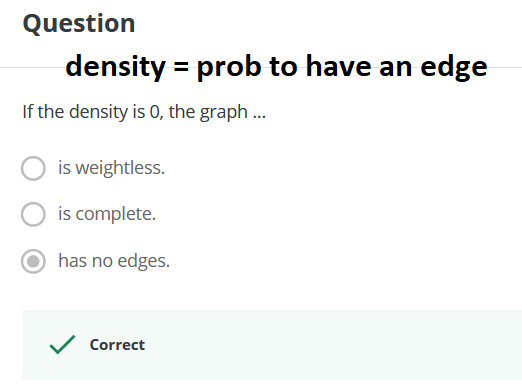 Question
density = prob to have an edge
If the density is 0, the graph ...
is weightless.
is complete.
has no edges.
Correct